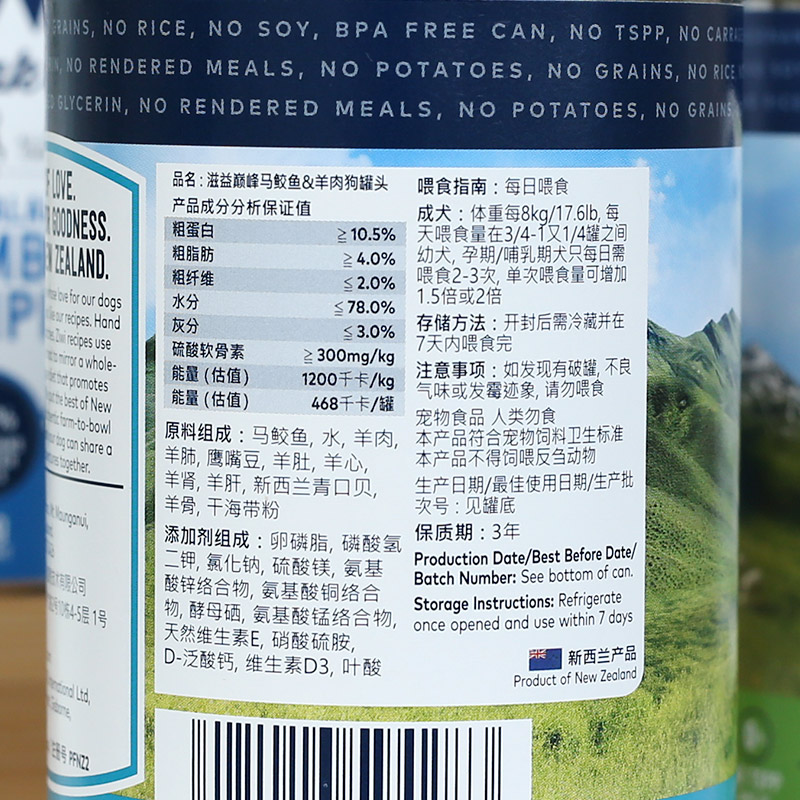 GRAINS, NO RICE, NO SOY, BPA FREE CAN, NO TSPP, NO
NO RENDERED MEALS, NO POTATOES, NO GRAINS, NO RICE
GLYCERIN, NO RENDERED MEALS, NO POTATOES, NO GRAINS
OF LOVE.
GOODNESS.
ZEALAND.
love for our dogs
our recipes. Hand
Ziwi recipes use
to mirror a whole-
that promotes
the best of New
farm-to-bowl
your dog can share a
together.
Maunganui,
有限公司
4-5层 1号
International Ltd,
注册号 PFNZ2
品名：滋益巅峰马鲛鱼&羊肉狗罐头
产品成分分析保证值
粗蛋白 ≥ 10.5%
粗脂肪 ≥ 4.0%
粗纤维 ≤ 2.0%
水分 ≤ 78.0%
灰分 ≤ 3.0%
硫酸软骨素 ≥ 300mg/kg
能量 (估值) 1200千卡/kg
能量 (估值) 468千卡/罐
原料组成：马鲛鱼, 水, 羊肉,
羊肺, 鹰嘴豆, 羊肚, 羊心,
羊肾, 羊肝, 新西兰青口贝,
羊骨, 干海带粉
添加剂组成：卵磷脂, 磷酸氢
二钾, 氯化钠, 硫酸镁, 氨基
酸锌络合物, 氨基酸铜络合
物, 酵母硒, 氨基酸锰络合物,
天然维生素E, 硝酸硫胺,
D-泛酸钙, 维生素D3, 叶酸
喂食指南：每日喂食
成犬：体重每8kg/17.6lb, 每
天喂食量在3/4-1又1/4罐之间
幼犬, 孕期/哺乳期犬只每日需
喂食2-3次, 单次喂食量可增加
1.5倍或2倍
存储方法：开封后需冷藏并在
7天内喂食完
注意事项：如发现有破罐, 不良
气味或发霉迹象, 请勿喂食
宠物食品 人类勿食
本产品符合宠物饲料卫生标准
本产品不得饲喂反刍动物
生产日期/最佳使用日期/生产批
次号：见罐底
保质期：3年
Production Date/Best Before Date/
Batch Number: See bottom of can.
Storage Instructions: Refrigerate
once opened and use within 7 days
新西兰产品
Product of New Zealand